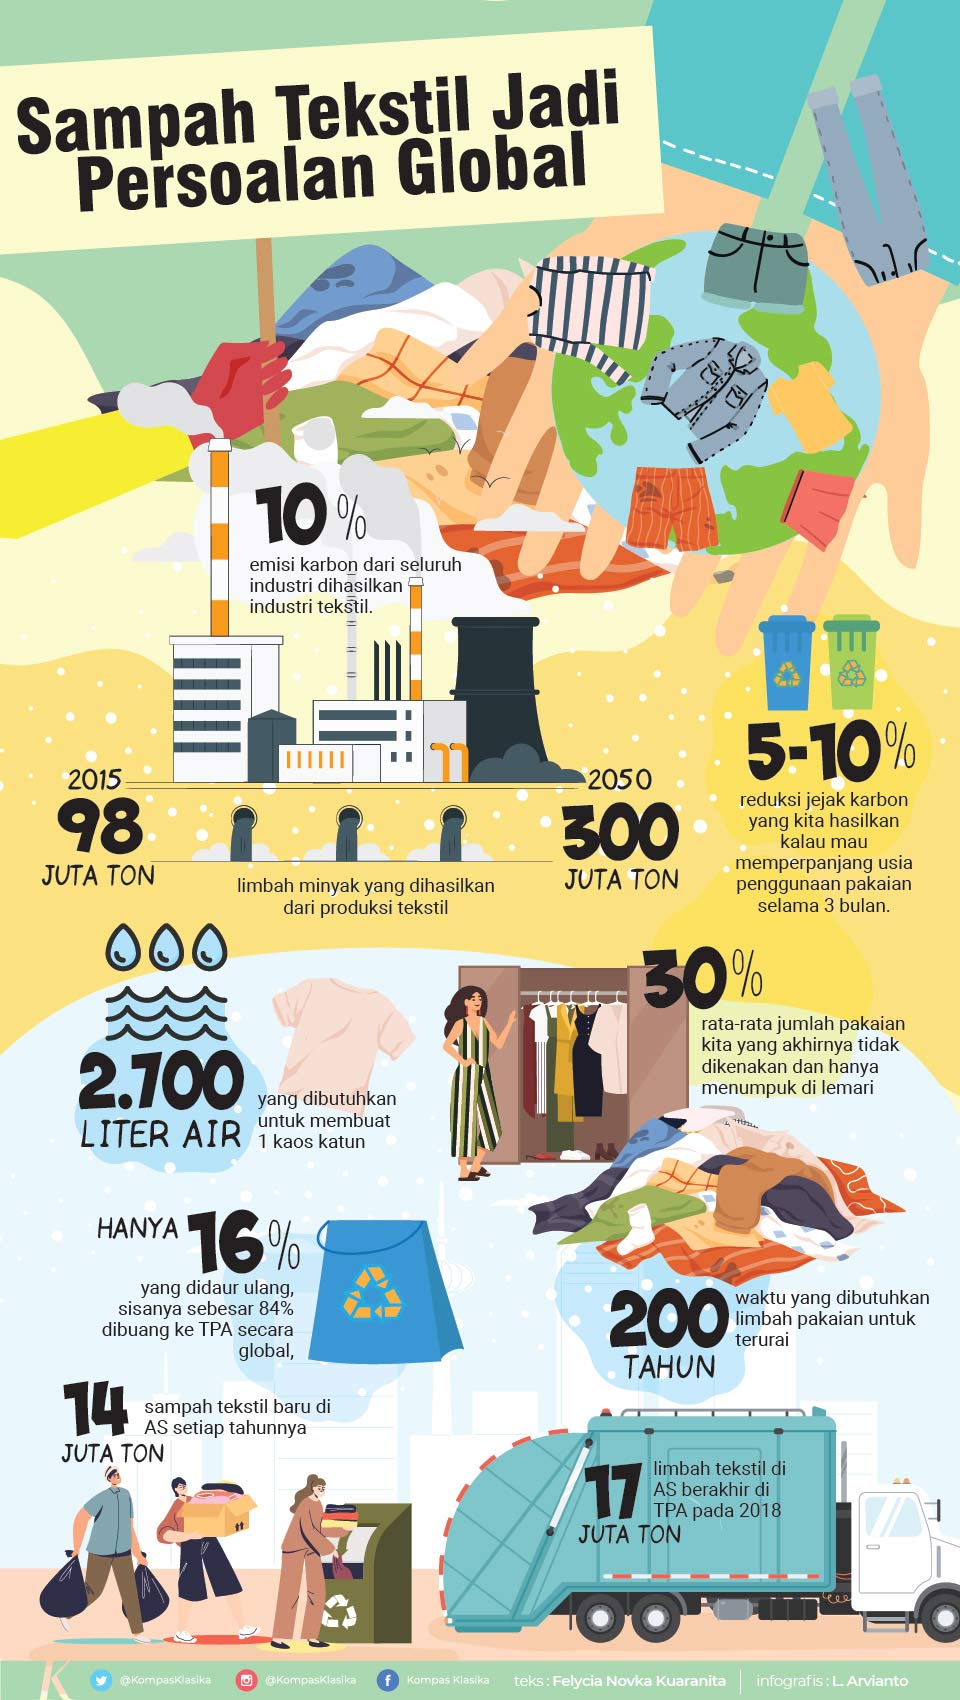 Sampah Tekstil Jadi
Persoalan Global
10 %
emisi karbon dari seluruh
industri dihasilkan
industri tekstil.
5-10%
reduksi jejak karbon
yang kita hasilkan
kalau mau
memperpanjang usia
penggunaan pakaian
selama 3 bulan.
2015
98
JUTA TON
2050
300
JUTA TON
limbah minyak yang dihasilkan
dari produksi tekstil
2.700
LITER AIR
yang dibutuhkan
untuk membuat
1 kaos katun
30%
rata-rata jumlah pakaian
kita yang akhirnya tidak
dikenakan dan hanya
menumpuk di lemari
HANYA 16%
yang didaur ulang,
sisanya sebesar 84%
dibuang ke TPA secara
global,
200
TAHUN
waktu yang dibutuhkan
limbah pakaian untuk
terurai
14
JUTA TON
sampah tekstil baru di
AS setiap tahunnya
17
JUTA TON
limbah tekstil di
AS berakhir di
TPA pada 2018
K
@KompasKlasika
@KompasKlasika
Kompas Klasika
teks : Felycia Novka Kuaranita
infografis : L. Arvianto